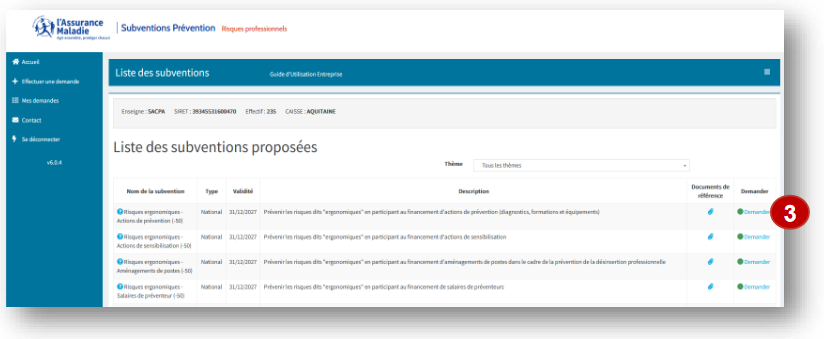 l'Assurance
Maladie
Agir ensemble, protéger chacun
Subventions Prévention Risques professionnels
Accueil
Effectuer une demande
Mes demandes
Contact
Se déconnecter
v6.0.4
Liste des subventions Guide d'Utilisation Entreprise
Enseigne : SACPA SIRET : 39345531600470 Effectif : 235 CAISSE : AQUITAINE
Liste des subventions proposées
Thème Tous les thèmes
Nom de la subvention Type Validité Description Documents de référence Demander
Risques ergonomiques - National 31/12/2027 Prévenir les risques dits "ergonomiques" en participant au financement d'actions de prévention (diagnostics, formations et équipements) Demander
Actions de prévention (-50)
3
Risques ergonomiques - National 31/12/2027 Prévenir les risques dits "ergonomiques" en participant au financement d'actions de sensibilisation Demander
Actions de sensibilisation (-50)
Risques ergonomiques - National 31/12/2027 Prévenir les risques dits "ergonomiques" en participant au financement d'aménagements de postes dans le cadre de la prévention de la désinsertion professionnelle Demander
Aménagements de postes (-50)
Risques ergonomiques - National 31/12/2027 Prévenir les risques dits "ergonomiques" en participant au financement de salaires de préventeurs Demander
Salaires de préventeur (-50)